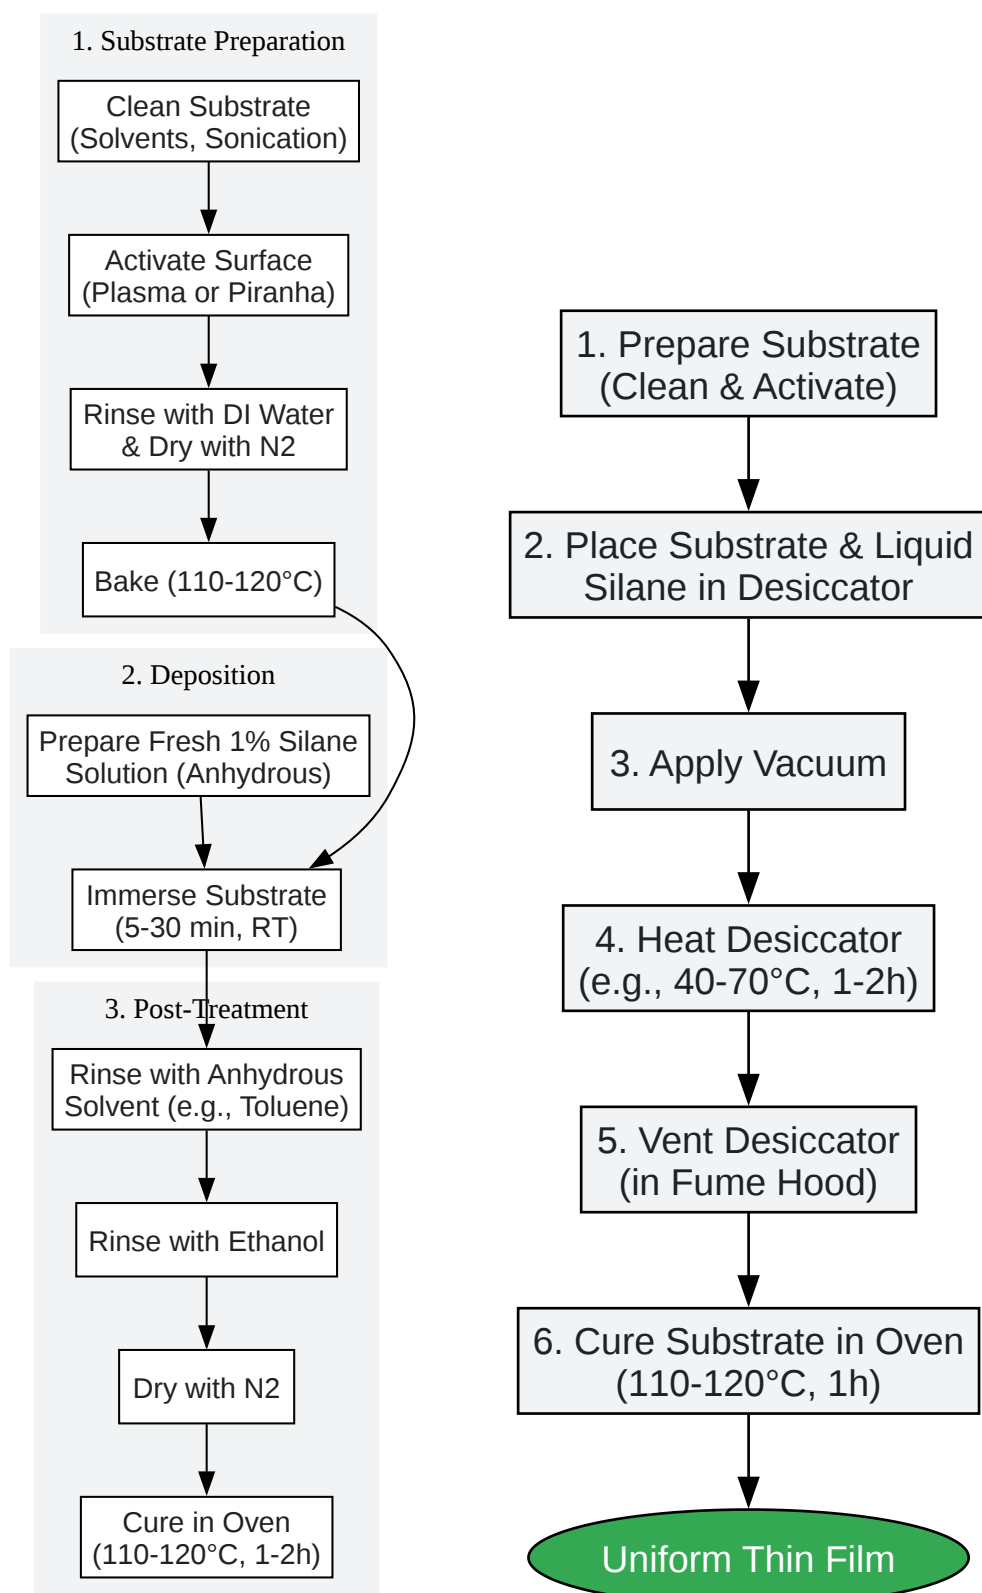 1. Substrate Preparation
Clean Substrate
(Solvents, Sonication)
Activate Surface
(Plasma or Piranha)
Rinse with DI Water
& Dry with N2
Bake (110-120°C)
2. Deposition
Prepare Fresh 1% Silane
Solution (Anhydrous)
Immerse Substrate
(5-30 min, RT)
3. Post-Treatment
Rinse with Anhydrous
Solvent (e.g., Toluene)
Rinse with Ethanol
Dry with N2
Cure in Oven
(110-120°C, 1-2h)
1. Prepare Substrate
(Clean & Activate)
2. Place Substrate & Liquid
Silane in Desiccator
3. Apply Vacuum
4. Heat Desiccator
(e.g., 40-70°C, 1-2h)
5. Vent Desiccator
(in Fume Hood)
6. Cure Substrate in Oven
(110-120°C, 1h)
Uniform Thin Film